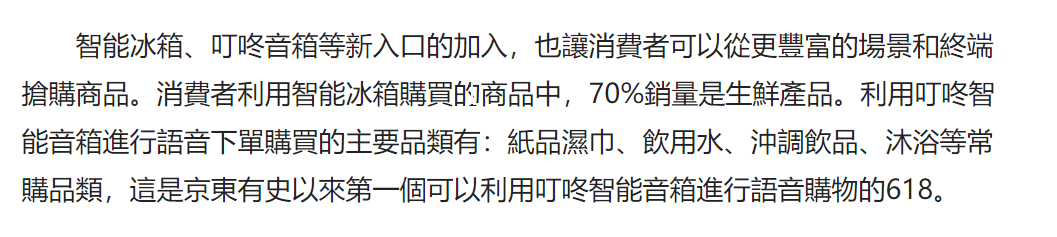 智能冰箱、叮咚音箱等新入口的加入，也讓消費者可以從更豐富的場景和終端
搶購商品。消費者利用智能冰箱購買的商品中，70%銷量是生鮮產品。利用叮咚智
能音箱進行語音下單購買的主要品類有：紙品濕巾、飲用水、沖調飲品、沐浴等常
購品類，這是京東有史以來第一個可以利用叮咚智能音箱進行語音購物的618。